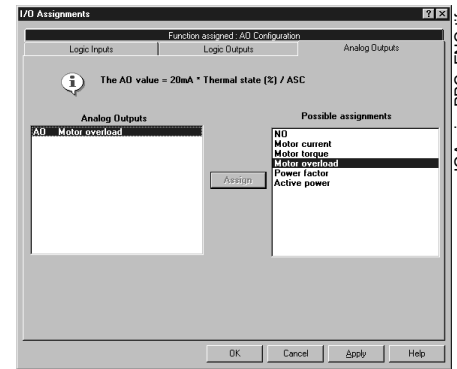 I/O Assignments
Function assigned : AO Configuration
Logic Inputs
Logic Outputs
Analog Outputs
The AO value = 20mA * Thermal state (%) / ASC
Analog Outputs
AO Motor overload
Assign
Possible assignments
NO
Motor current
Motor torque
Motor overload
Power factor
Active power
OK
Cancel
Apply
Help